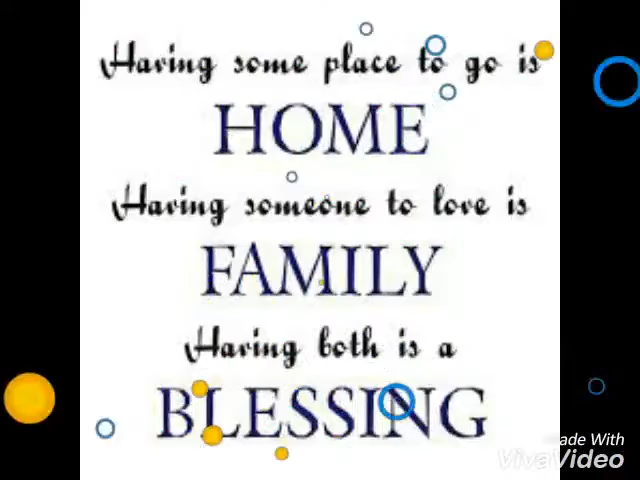 Having some place to go is
HOME
Having someone to love is
FAMILY
Having both is a
BLESSING
ade With
VivaVideo